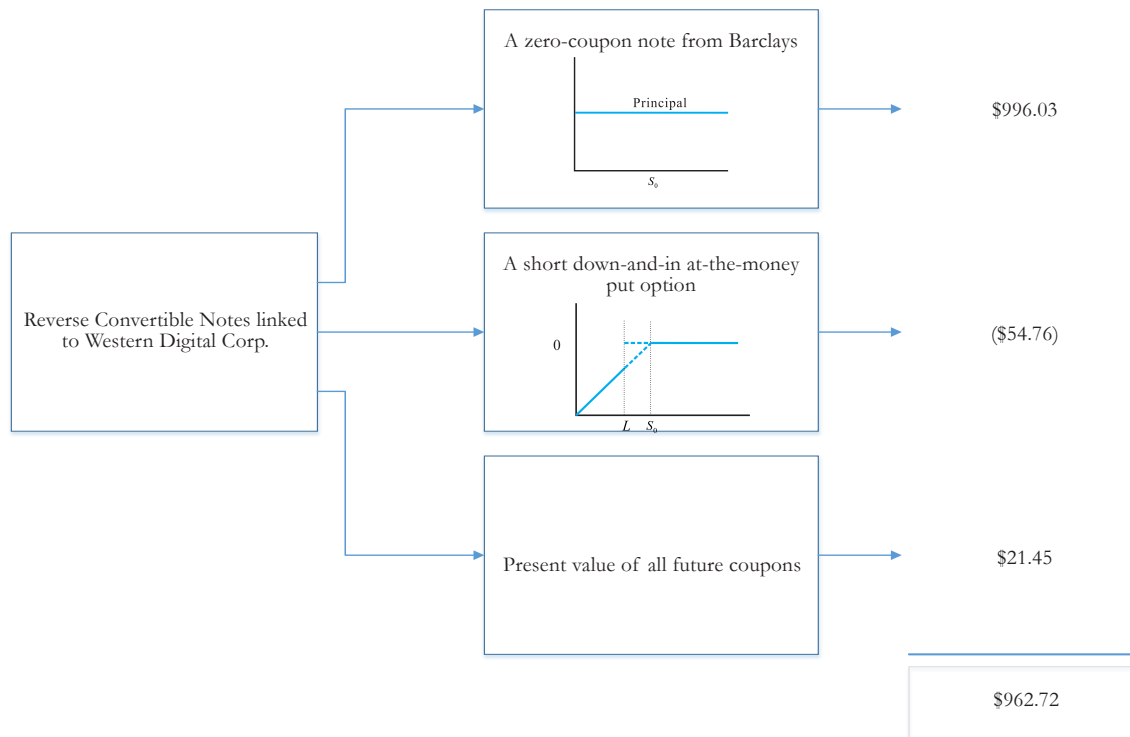 A zero-coupon note from Barclays
Principal
S₀
$996.03
Reverse Convertible Notes linked
to Western Digital Corp.
A short down-and-in at-the-money
put option
0
L S₀
($54.76)
Present value of all future coupons
$21.45
$962.72